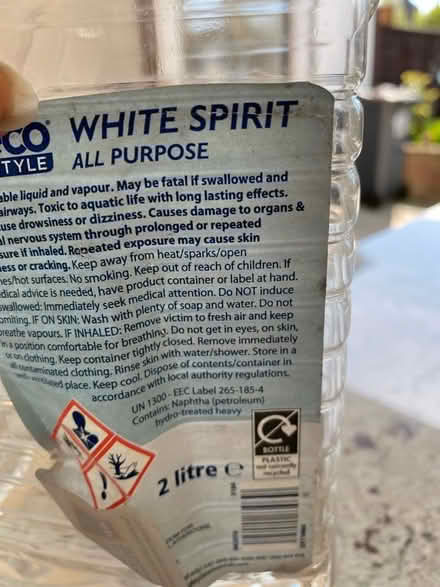 eco® WHITE SPIRIT
STYLE ALL PURPOSE
able liquid and vapour. May be fatal if swallowed and
airways. Toxic to aquatic life with long lasting effects.
use drowsiness or dizziness. Causes damage to organs &
al nervous system through prolonged or repeated
sure if inhaled. Repeated exposure may cause skin
ness or cracking. Keep away from heat/sparks/open
nes/hot surfaces. No smoking. Keep out of reach of children. If
edical advice is needed, have product container or label at hand.
swallowed: Immediately seek medical attention. Do NOT induce
omiting. IF ON SKIN: Wash with plenty of soap and water. Do not
breathe vapours. IF INHALED: Remove victim to fresh air and keep
in a position comfortable for breathing. Do not get in eyes, on skin,
or on clothing. Keep container tightly closed. Remove immediately
all contaminated clothing. Rinse skin with water/shower. Store in a
well- ventilated place. Keep cool. Dispose of contents/container in
accordance with local authority regulations.
UN 1300 - EEC Label 265-185-4
Contains: Naphtha (petroleum)
hydro-treated heavy
BOTTLE
PLASTIC
not currently
recycled
2 litre ℮